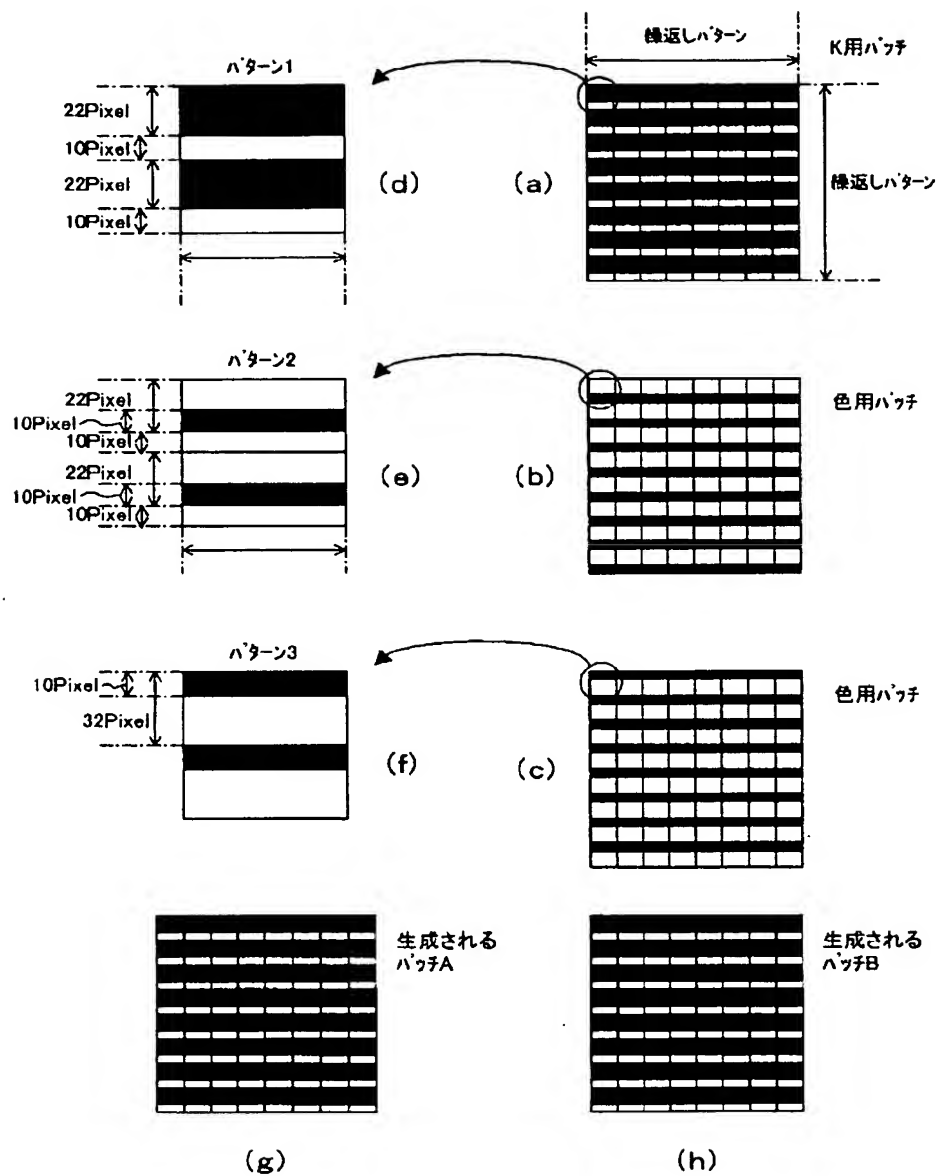 繰返しパターン
K用パッチ
パターン1
22Pixel
10Pixel
22Pixel
10Pixel
(d)
(a)
繰返しパターン
パターン2
22Pixel
10Pixel
10Pixel
22Pixel
10Pixel
10Pixel
(e)
(b)
色用パッチ
パターン3
10Pixel
32Pixel
(f)
(c)
色用パッチ
生成される
パッチA
生成される
パッチB
(g)
(h)